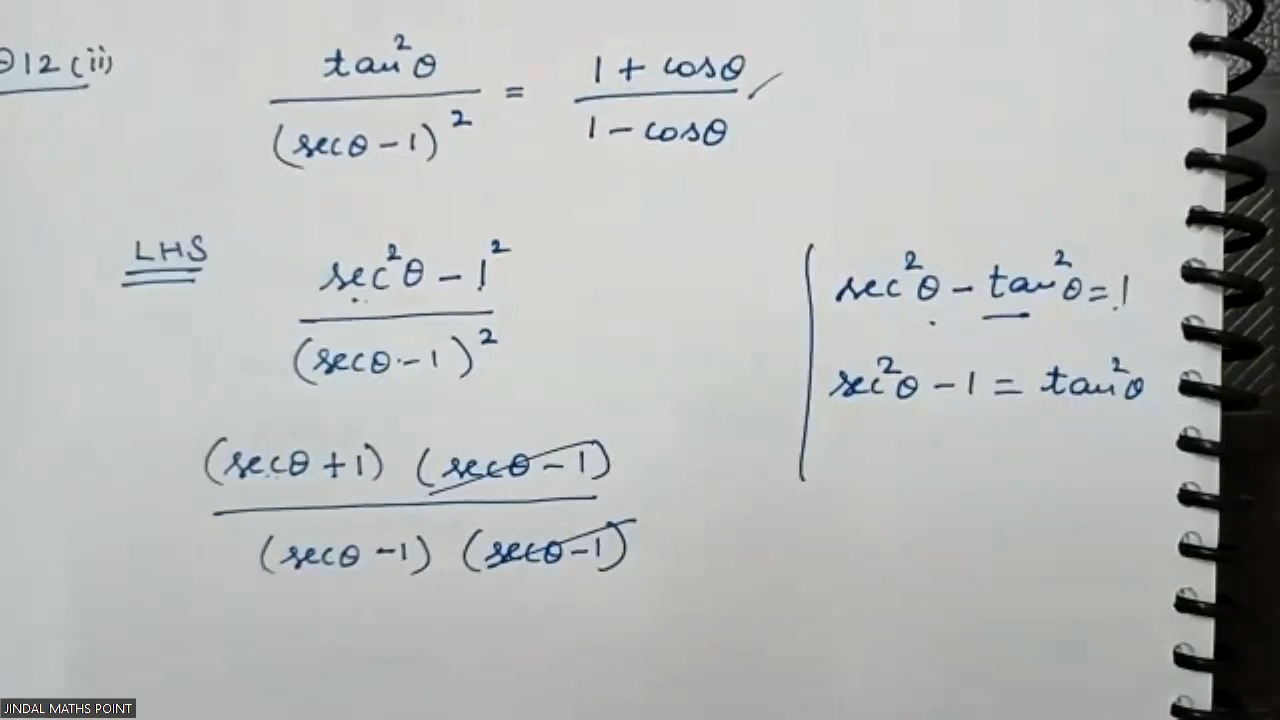 Q12(ii)
tan²θ / (secθ - 1)² = 1 + cosθ / 1 - cosθ
LHS
sec²θ - 1² / (secθ - 1)²
(secθ + 1) (secθ - 1) / (secθ - 1) (secθ - 1)
sec²θ - tan²θ = 1
sec²θ - 1 = tan²θ
JINDAL MATHS POINT